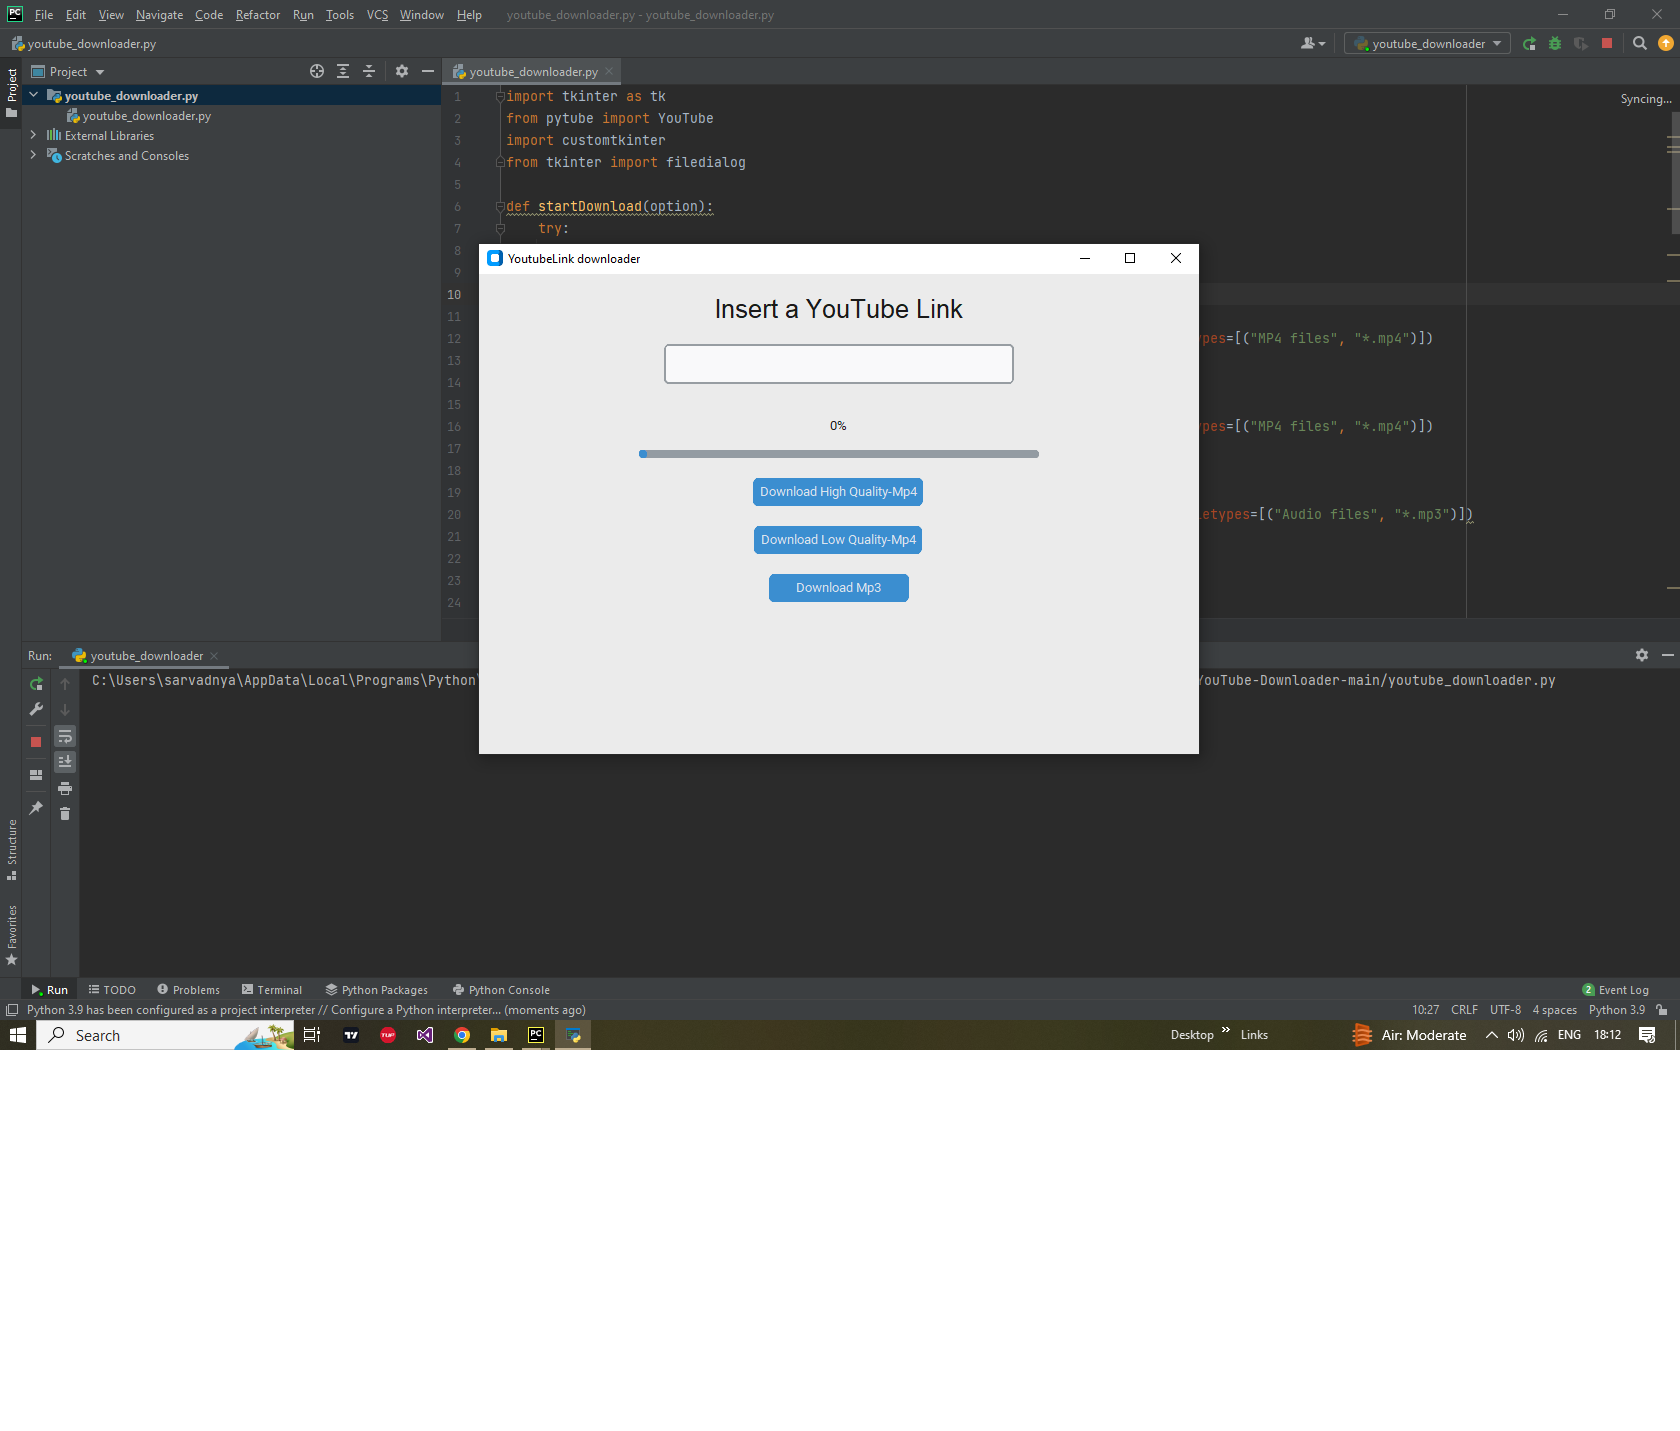 PC File Edit View Navigate Code Refactor Run Tools VCS Window Help youtube_downloader.py - youtube_downloader.py
youtube_downloader.py
youtube_downloader
Project
Project
youtube_downloader.py
youtube_downloader.py
External Libraries
Scratches and Consoles
youtube_downloader.py
Syncing...
1 import tkinter as tk
2 from pytube import YouTube
3 import customtkinter
4 from tkinter import filedialog
5
6 def startDownload(option):
7 try:
8
9
10
11
12 ypes=[("MP4 files", "*.mp4")])
13
14
15
16 ypes=[("MP4 files", "*.mp4")])
17
18
19
20 letypes=[("Audio files", "*.mp3")])
21
22
23
24
YoutubeLink downloader
Insert a YouTube Link
0%
Download High Quality-Mp4
Download Low Quality-Mp4
Download Mp3
Run: youtube_downloader
C:\Users\sarvadnya\AppData\Local\Programs\Python YouTube-Downloader-main/youtube_downloader.py
Structure
Favorites
Run TODO Problems Terminal Python Packages Python Console 2 Event Log
Python 3.9 has been configured as a project interpreter // Configure a Python interpreter... (moments ago) 10:27 CRLF UTF-8 4 spaces Python 3.9
Search PC Desktop Links Air: Moderate ENG 18:12